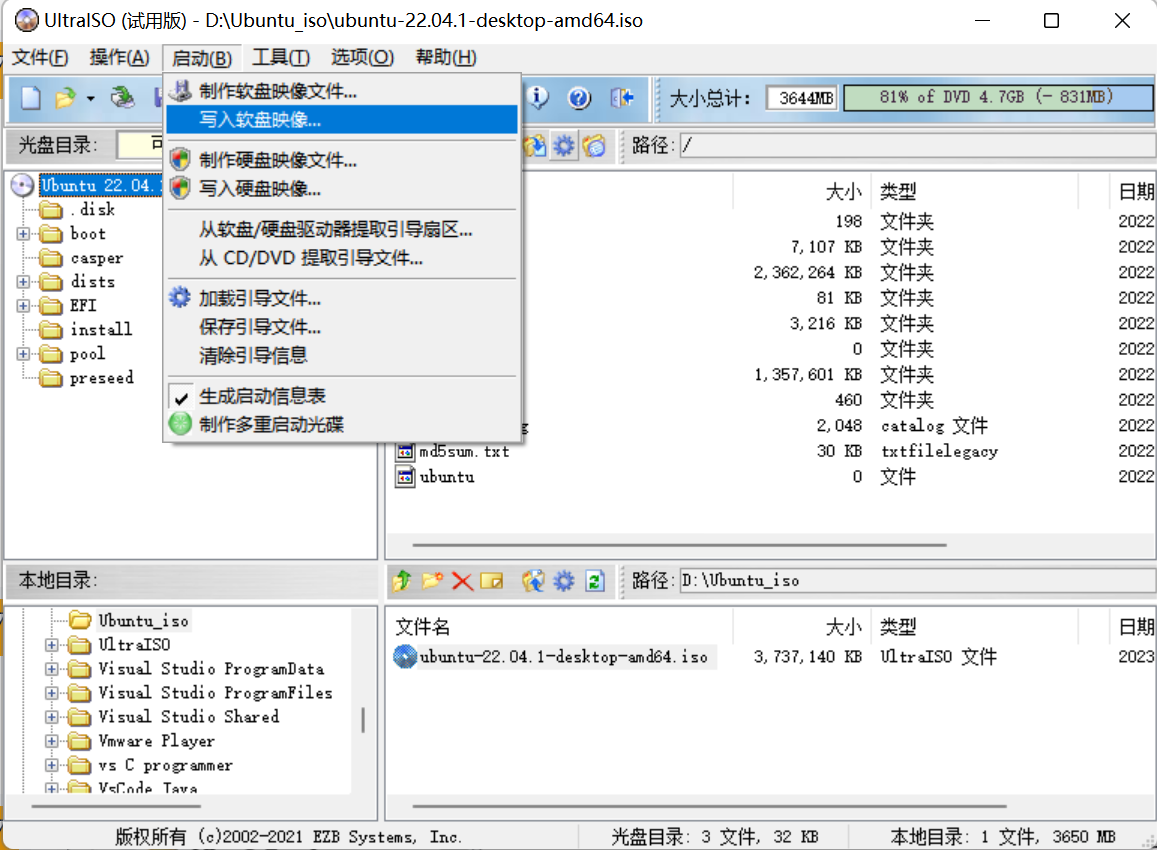 UltraISO (试用版) - D:\Ubuntu_iso\ubuntu-22.04.1-desktop-amd64.iso
文件(F) 操作(A) 启动(B) 工具(T) 选项(O) 帮助(H)
大小总计: 3644MB 81% of DVD 4.7GB (- 831MB)
光盘目录: 可 路径: /
制作软盘映像文件...
写入软盘映像...
制作硬盘映像文件...
写入硬盘映像...
从软盘/硬盘驱动器提取引导扇区...
从 CD/DVD 提取引导文件...
加载引导文件...
保存引导文件...
清除引导信息
生成启动信息表
制作多重启动光碟
Ubuntu 22.04.
.disk
boot
casper
dists
EFI
install
pool
preseed
大小 类型 日期
198 文件夹 2022
7,107 KB 文件夹 2022
2,362,264 KB 文件夹 2022
81 KB 文件夹 2022
3,216 KB 文件夹 2022
0 文件夹 2022
1,357,601 KB 文件夹 2022
460 文件夹 2022
2,048 catalog 文件 2022
md5sum.txt 30 KB txtfilelegacy 2022
ubuntu 0 文件 2022
本地目录: 路径: D:\Ubuntu_iso
Ubuntu_iso
UltraISO
Visual Studio ProgramData
Visual Studio ProgramFiles
Visual Studio Shared
Vmware Player
vs C programmer
VsCode Java
文件名 大小 类型 日期
ubuntu-22.04.1-desktop-amd64.iso 3,737,140 KB UltraISO 文件 2023
版权所有 (c)2002-2021 EZB Systems, Inc. 光盘目录: 3 文件, 32 KB 本地目录: 1 文件, 3650 MB